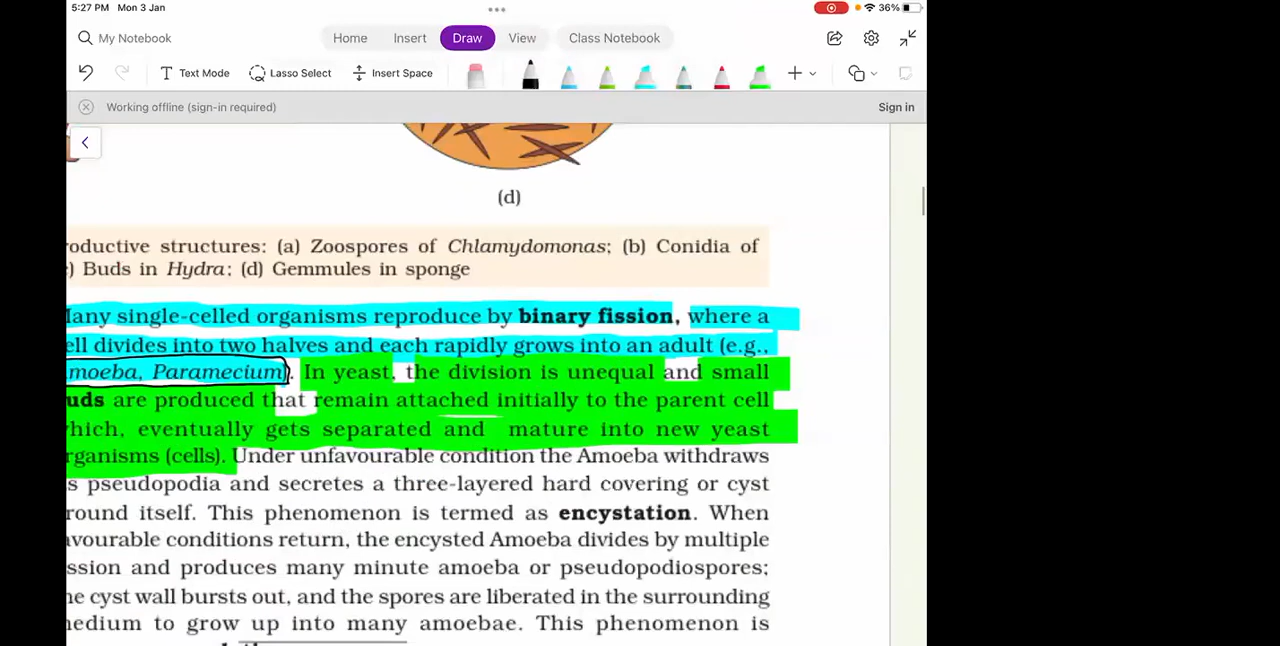 5:27 PM Mon 3 Jan
36%
My Notebook
Home Insert Draw View Class Notebook
Text Mode Lasso Select Insert Space
Working offline (sign-in required) Sign in
(d)
roductive structures: (a) Zoospores of Chlamydomonas; (b) Conidia of
) Buds in Hydra; (d) Gemmules in sponge
any single-celled organisms reproduce by binary fission, where a
ell divides into two halves and each rapidly grows into an adult (e.g.,
moeba, Paramecium). In yeast, the division is unequal and small
uds are produced that remain attached initially to the parent cell
hich, eventually gets separated and mature into new yeast
rganisms (cells). Under unfavourable condition the Amoeba withdraws
s pseudopodia and secretes a three-layered hard covering or cyst
round itself. This phenomenon is termed as encystation. When
avourable conditions return, the encysted Amoeba divides by multiple
ssion and produces many minute amoeba or pseudopodiospores;
he cyst wall bursts out, and the spores are liberated in the surrounding
nedium to grow up into many amoebae. This phenomenon is